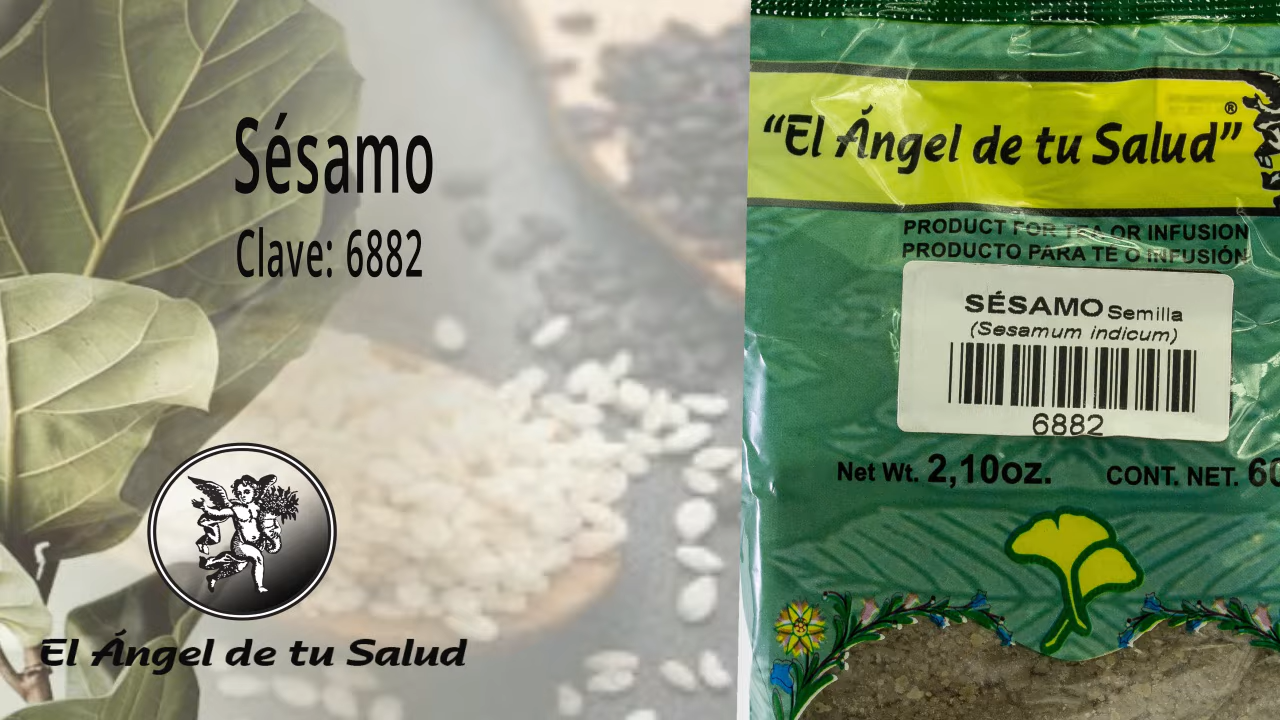 Sésamo
Clave: 6882
El Ángel de tu Salud
“El Ángel de tu Salud”®
PRODUCT FOR TEA OR INFUSION
PRODUCTO PARA TÉ O INFUSIÓN
SÉSAMO Semilla
(Sesamum indicum)
6882
Net Wt. 2,10oz. CONT. NET. 60